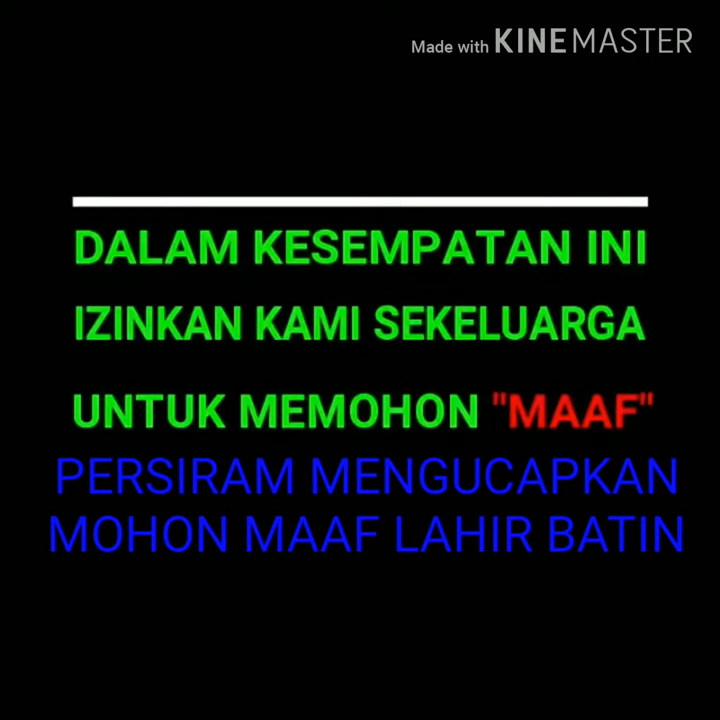 Made with KINEMASTER
DALAM KESEMPATAN INI
IZINKAN KAMI SEKELUARGA
UNTUK MEMOHON "MAAF"
PERSIRAM MENGUCAPKAN
MOHON MAAF LAHIR BATIN